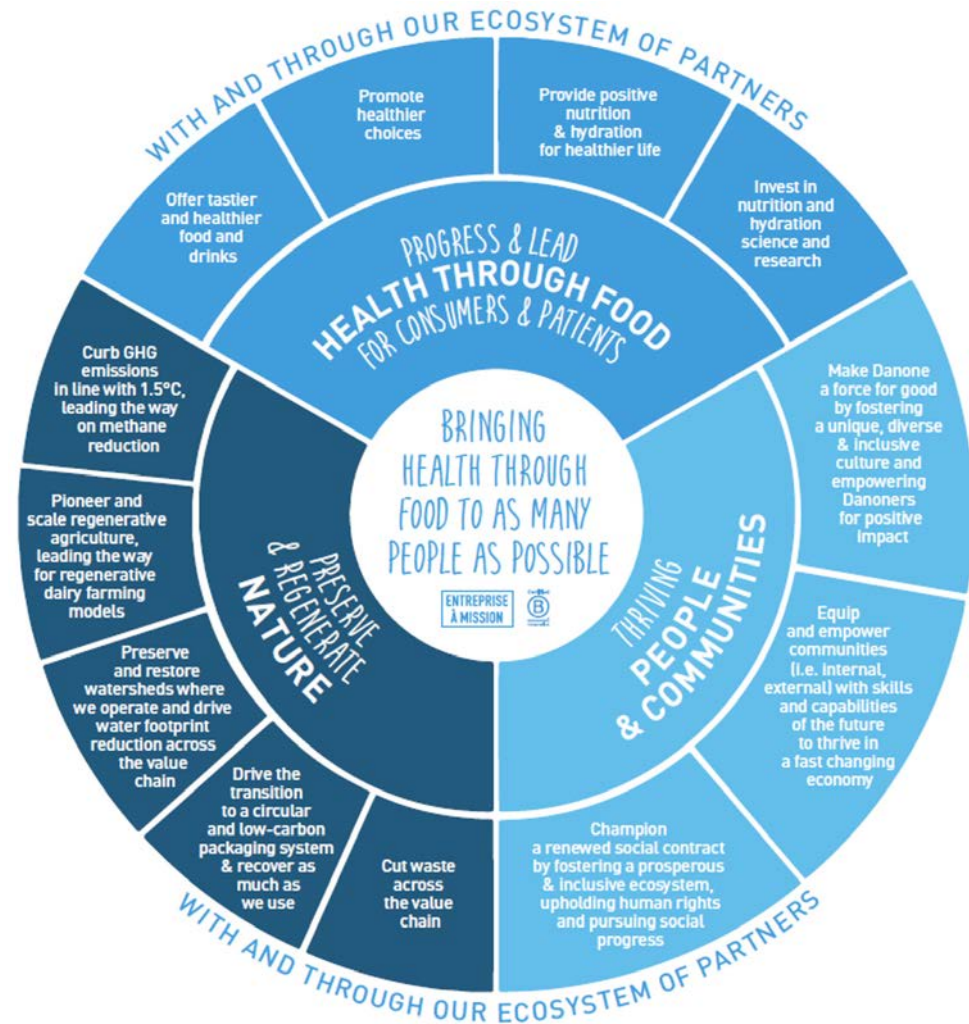 WITH AND THROUGH OUR ECOSYSTEM OF PARTNERS
Offer tastier
and healthier
food and
drinks
Promote
healthier
choices
Provide positive
nutrition
& hydration
for healthier life
Invest in
nutrition and
hydration
science and
research
PROGRESS & LEAD
HEALTH THROUGH FOOD
FOR CONSUMERS & PATIENTS
Make Danone
a force for good
by fostering
a unique, diverse
& inclusive
culture and
empowering
Danoners
for positive
impact
Equip
and empower
communities
(i.e. internal,
external) with skills
and capabilities
of the future
to thrive in
a fast changing
economy
Champion
a renewed social contract
by fostering a prosperous
& inclusive ecosystem,
upholding human rights
and pursuing social
progress
THRIVING
PEOPLE
& COMMUNITIES
Curb GHG
emissions
in line with 1.5°C,
leading the way
on methane
reduction
Pioneer and
scale regenerative
agriculture,
leading the way
for regenerative
dairy farming
models
Preserve
and restore
watersheds where
we operate and drive
water footprint
reduction across
the value
chain
Drive the
transition
to a circular
and low-carbon
packaging system
& recover as
much as
we use
Cut waste
across
the value
chain
PRESERVE
& REGENERATE
NATURE
BRINGING
HEALTH THROUGH
FOOD TO AS MANY
PEOPLE AS POSSIBLE
ENTREPRISE
À MISSION
B
WITH AND THROUGH OUR ECOSYSTEM OF PARTNERS